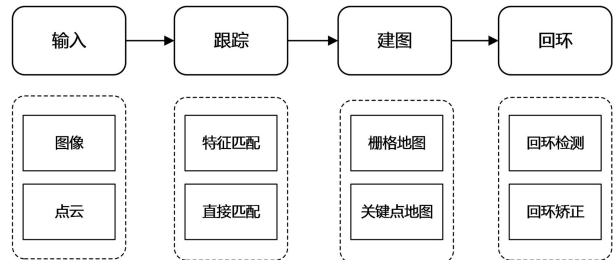 输入
跟踪
建图
回环
图像
特征匹配
栅格地图
回环检测
点云
直接匹配
关键点地图
回环矫正